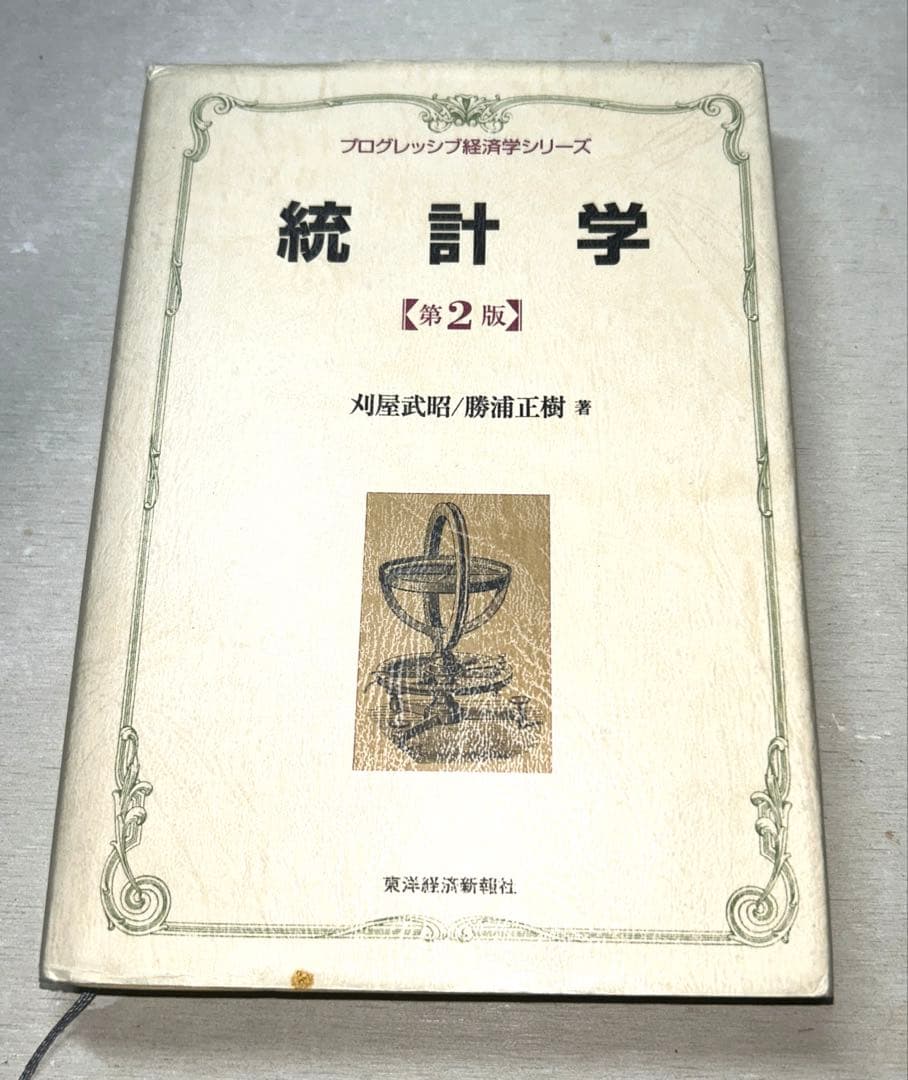 プログレッシブ経済学シリーズ
統計学
【第2版】
刈屋武昭/勝浦正樹 著
東洋経済新報社